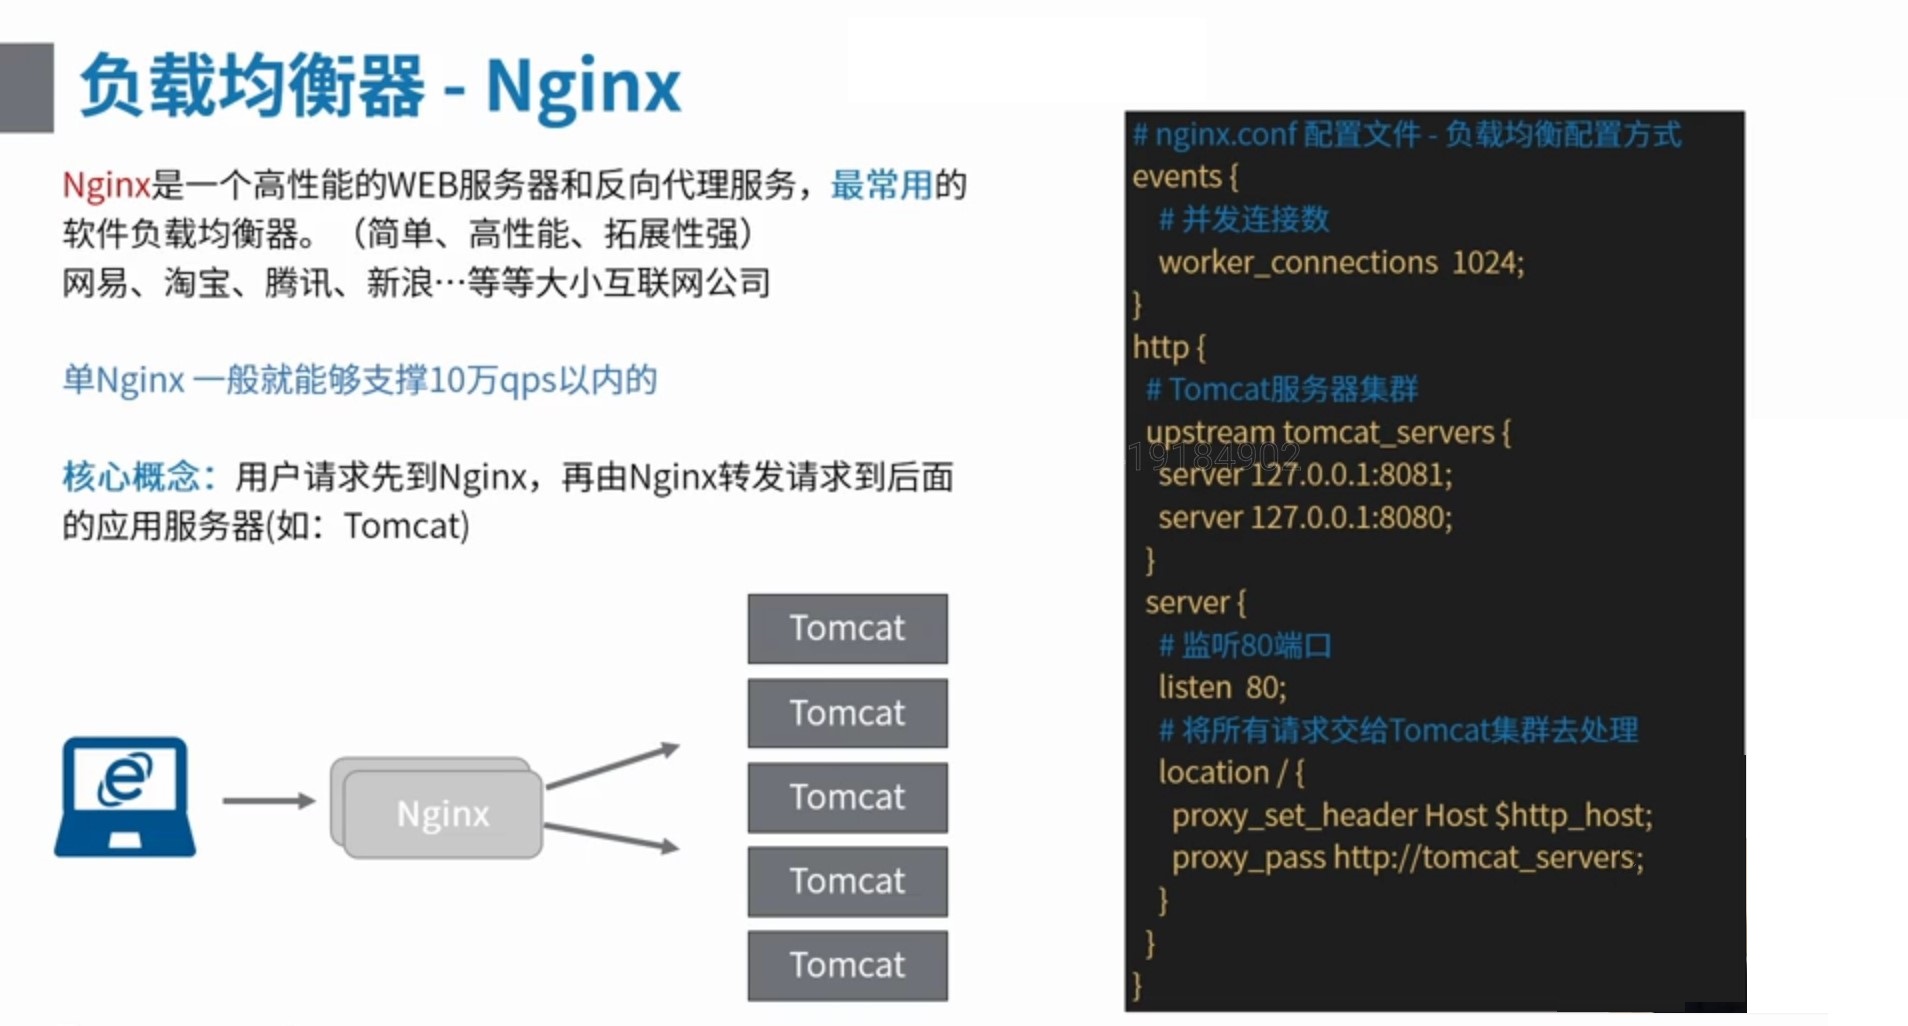 负载均衡器 - Nginx
Nginx是一个高性能的WEB服务器和反向代理服务，最常用的
软件负载均衡器。（简单、高性能、拓展性强）
网易、淘宝、腾讯、新浪…等等大小互联网公司
单Nginx 一般就能够支撑10万qps以内的
核心概念：用户请求先到Nginx，再由Nginx转发请求到后面
的应用服务器(如：Tomcat)
Nginx
Tomcat
Tomcat
Tomcat
Tomcat
Tomcat
# nginx.conf 配置文件 - 负载均衡配置方式
events {
# 并发连接数
worker_connections  1024;
}
http {
# Tomcat服务器集群
upstream tomcat_servers {
19184902
server 127.0.0.1:8081;
server 127.0.0.1:8080;
}
server {
# 监听80端口
listen  80;
# 将所有请求交给Tomcat集群去处理
location / {
proxy_set_header Host $http_host;
proxy_pass http://tomcat_servers;
}
}
}